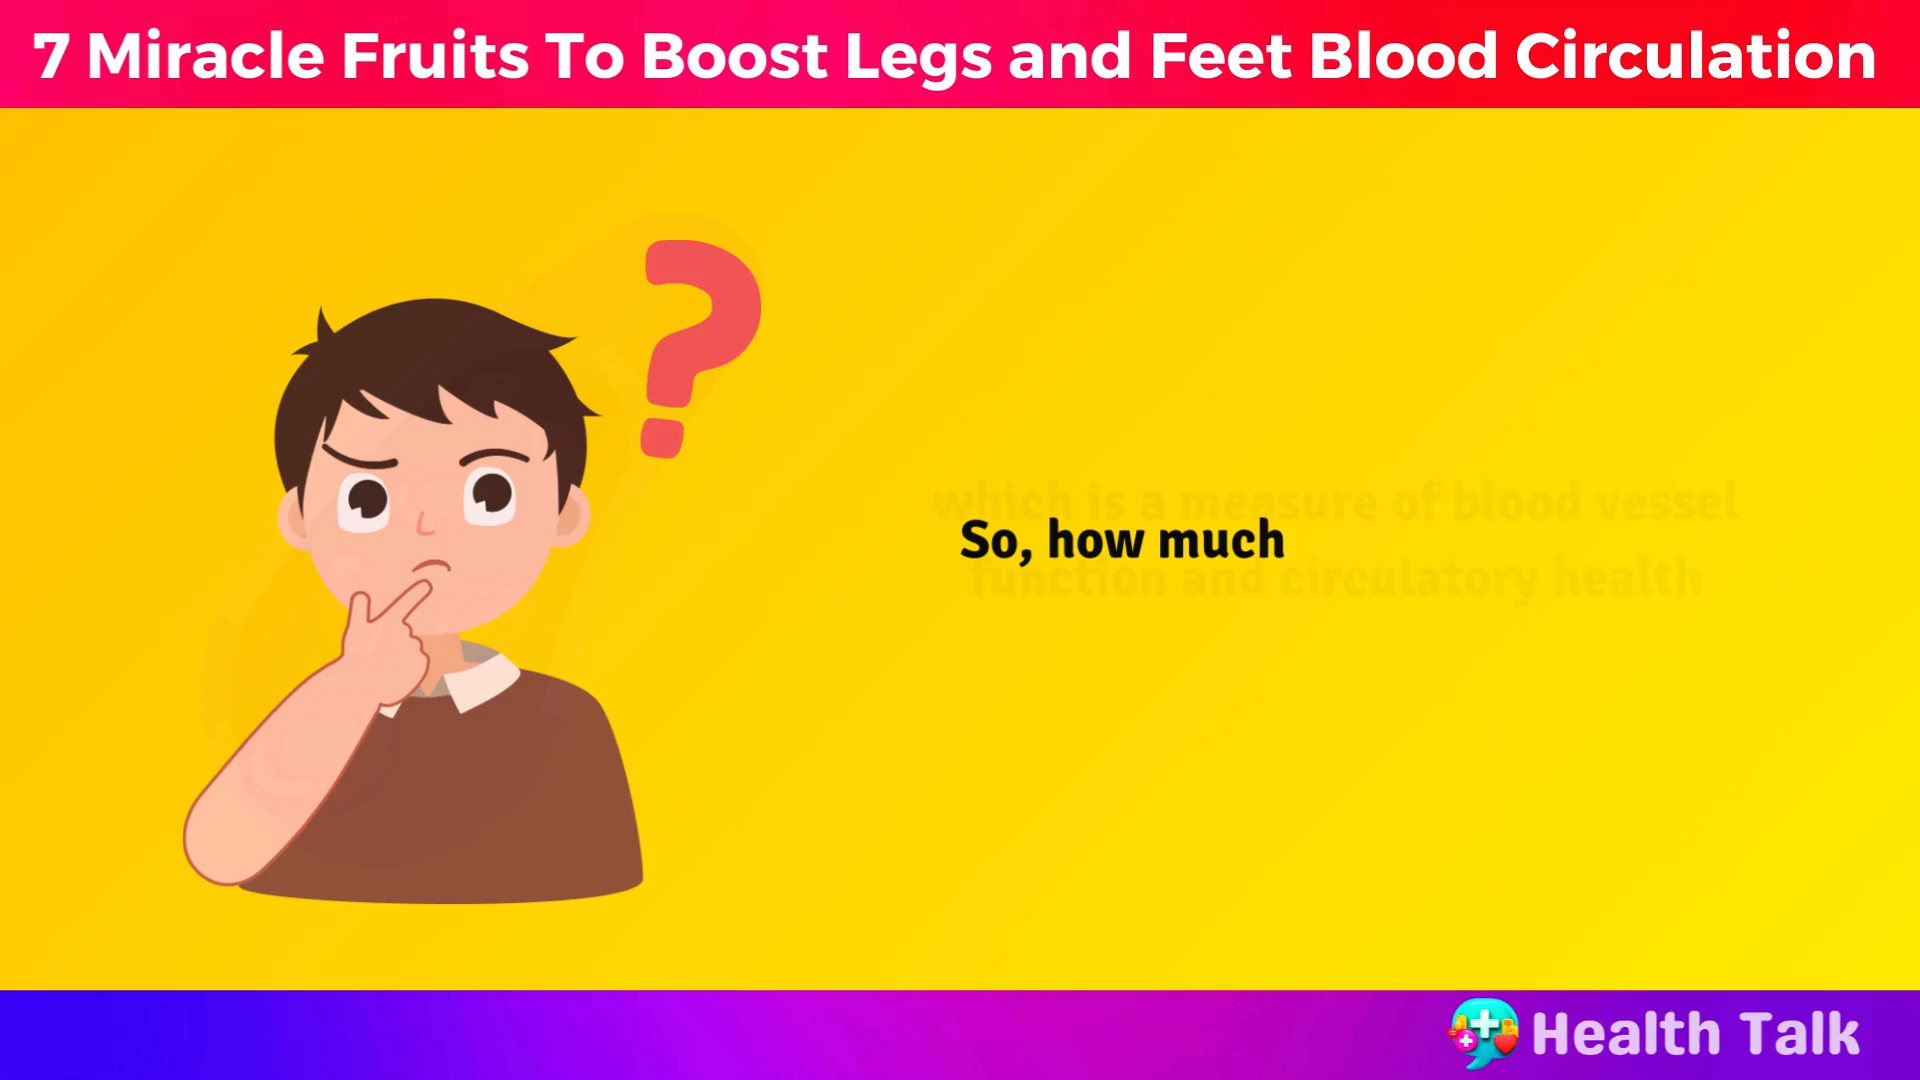 7 Miracle Fruits To Boost Legs and Feet Blood Circulation
which is a measure of blood vessel
So, how much
function and circulatory health
Health Talk